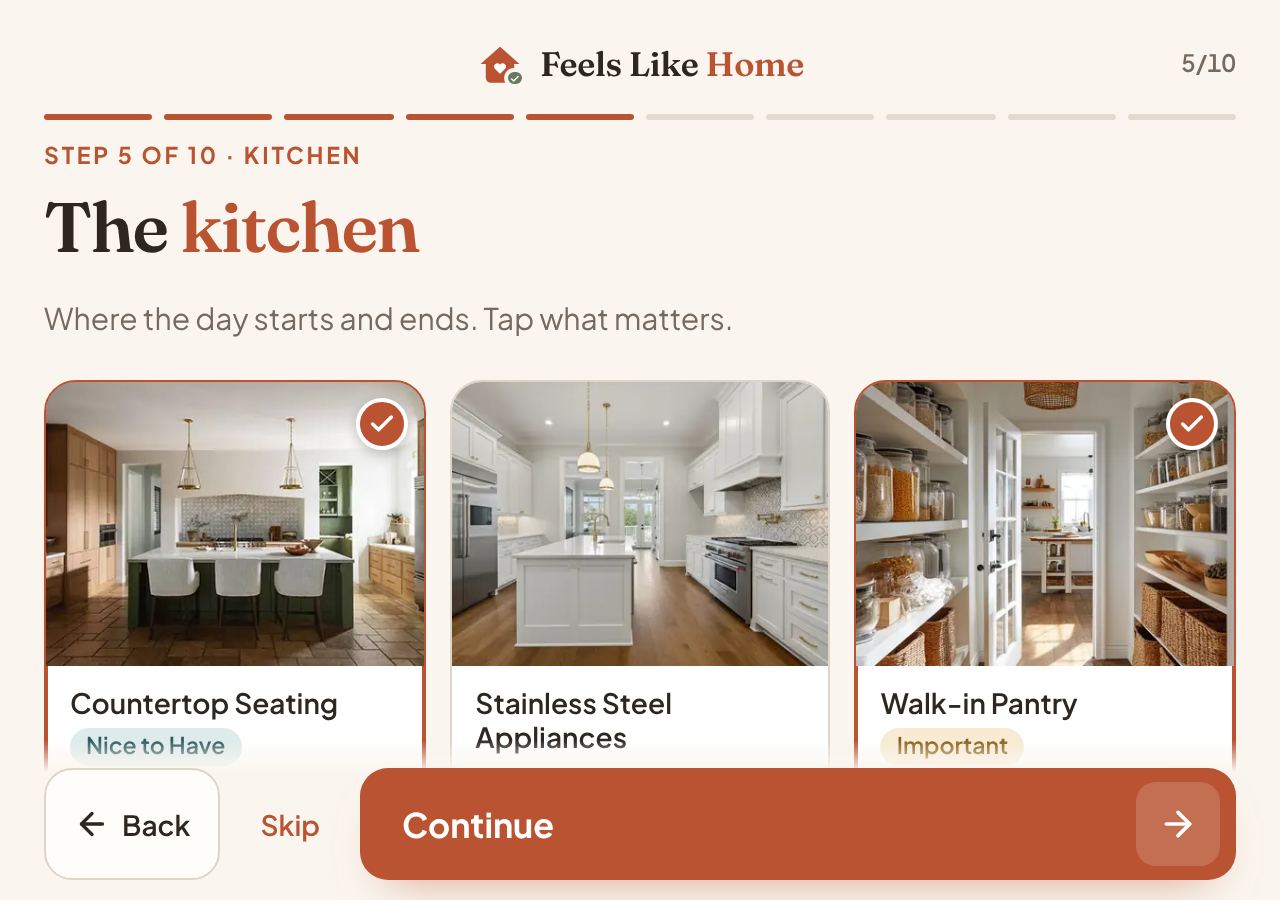 Feels Like Home
5/10
STEP 5 OF 10 · KITCHEN
The kitchen
Where the day starts and ends. Tap what matters.
Countertop Seating
Nice to Have
Stainless Steel
Appliances
Walk-in Pantry
Important
Back
Skip
Continue